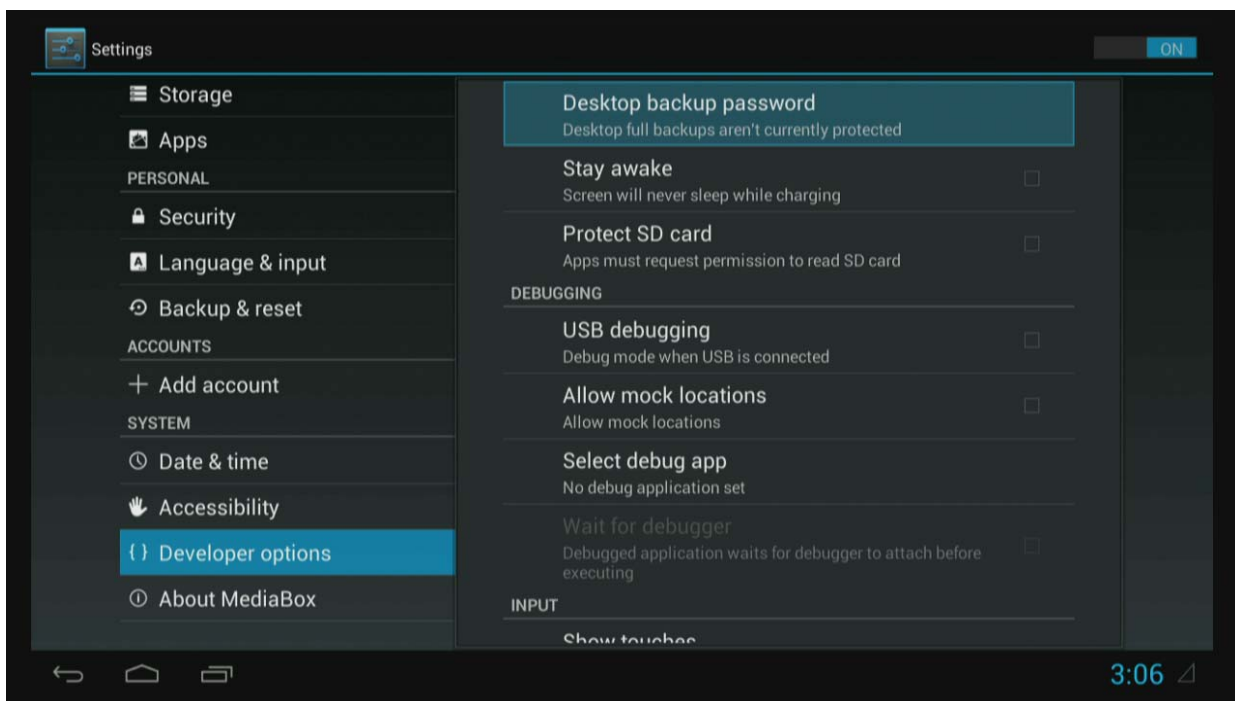 Settings
ON
Storage
Apps
PERSONAL
Security
Language & input
Backup & reset
ACCOUNTS
Add account
SYSTEM
Date & time
Accessibility
{ } Developer options
About MediaBox
Desktop backup password
Desktop full backups aren't currently protected
Stay awake
Screen will never sleep while charging
Protect SD card
Apps must request permission to read SD card
DEBUGGING
USB debugging
Debug mode when USB is connected
Allow mock locations
Allow mock locations
Select debug app
No debug application set
Wait for debugger
Debugged application waits for debugger to attach before
executing
INPUT
Show touches
3:06